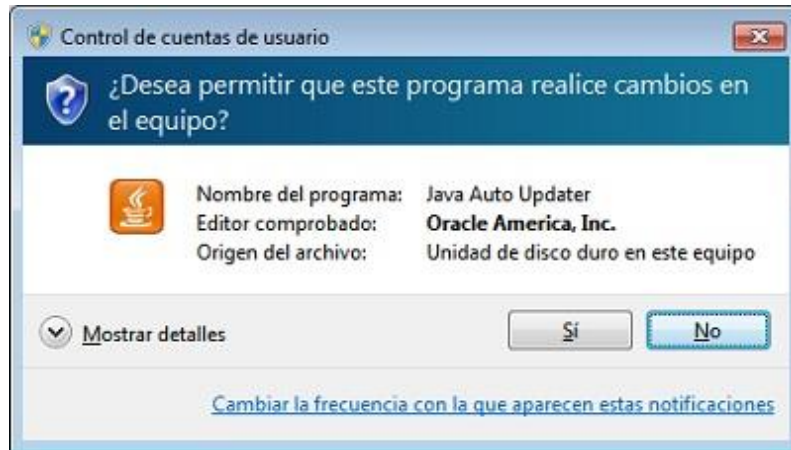 Control de cuentas de usuario
¿Desea permitir que este programa realice cambios en
el equipo?
Nombre del programa: Java Auto Updater
Editor comprobado: Oracle America, Inc.
Origen del archivo: Unidad de disco duro en este equipo
Mostrar detalles Sí No
Cambiar la frecuencia con la que aparecen estas notificaciones